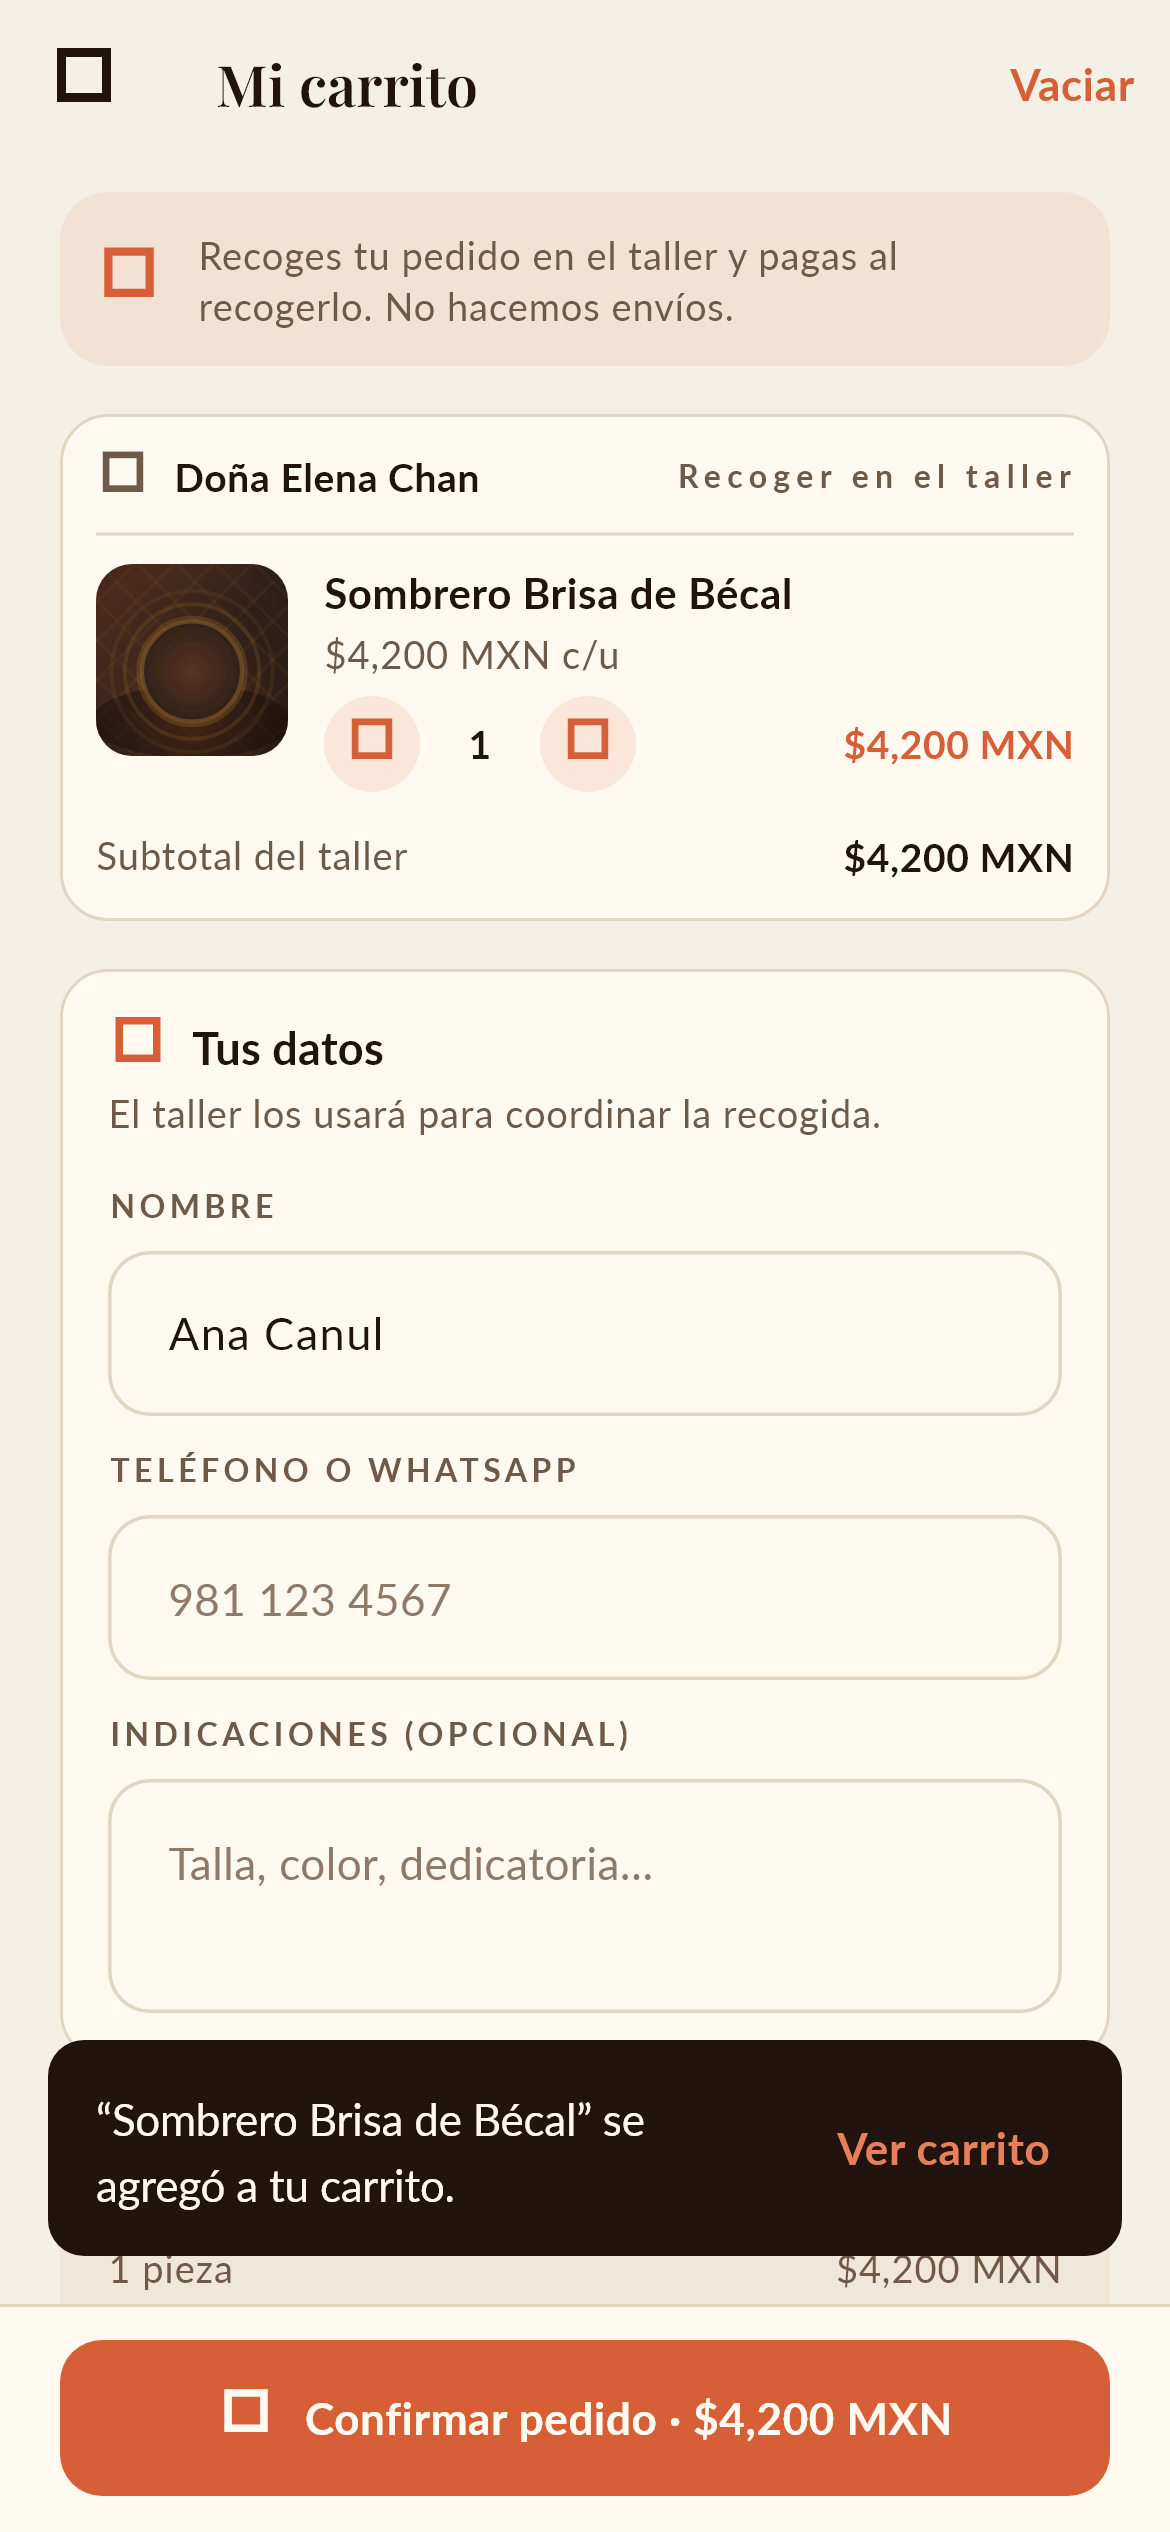 Mi carrito
Vaciar
Recoges tu pedido en el taller y pagas al
recogerlo. No hacemos envíos.
Doña Elena Chan
Recoger en el taller
Sombrero Brisa de Bécal
$4,200 MXN c/u
1
$4,200 MXN
Subtotal del taller
$4,200 MXN
Tus datos
El taller los usará para coordinar la recogida.
NOMBRE
Ana Canul
TELÉFONO O WHATSAPP
981 123 4567
INDICACIONES (OPCIONAL)
Talla, color, dedicatoria...
“Sombrero Brisa de Bécal” se
agregó a tu carrito.
Ver carrito
1 pieza
$4,200 MXN
Confirmar pedido · $4,200 MXN